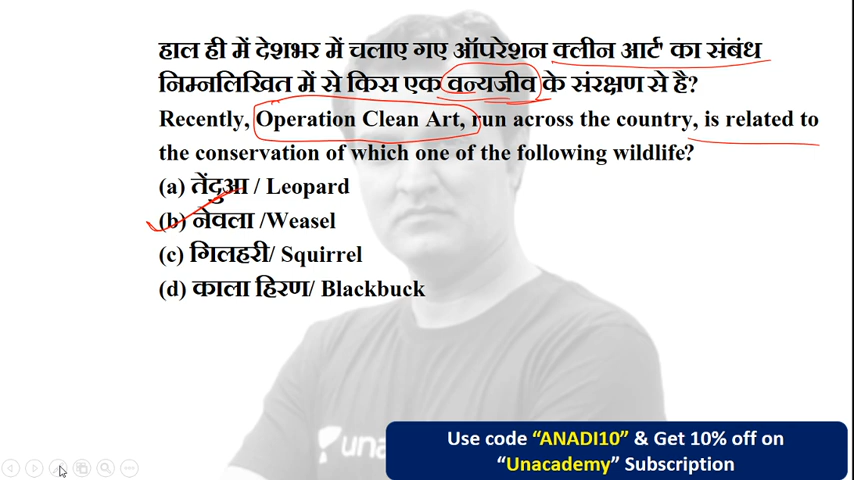 हाल ही में देशभर में चलाए गए ऑपरेशन क्लीन आर्ट' का संबंध
निम्नलिखित में से किस एक वन्यजीव के संरक्षण से है?
Recently, Operation Clean Art, run across the country, is related to
the conservation of which one of the following wildlife?
(a) तेंदुआ / Leopard
(b) नेवला /Weasel
(c) गिलहरी/ Squirrel
(d) काला हिरण/ Blackbuck
una
Use code “ANADI10” & Get 10% off on
“Unacademy” Subscription